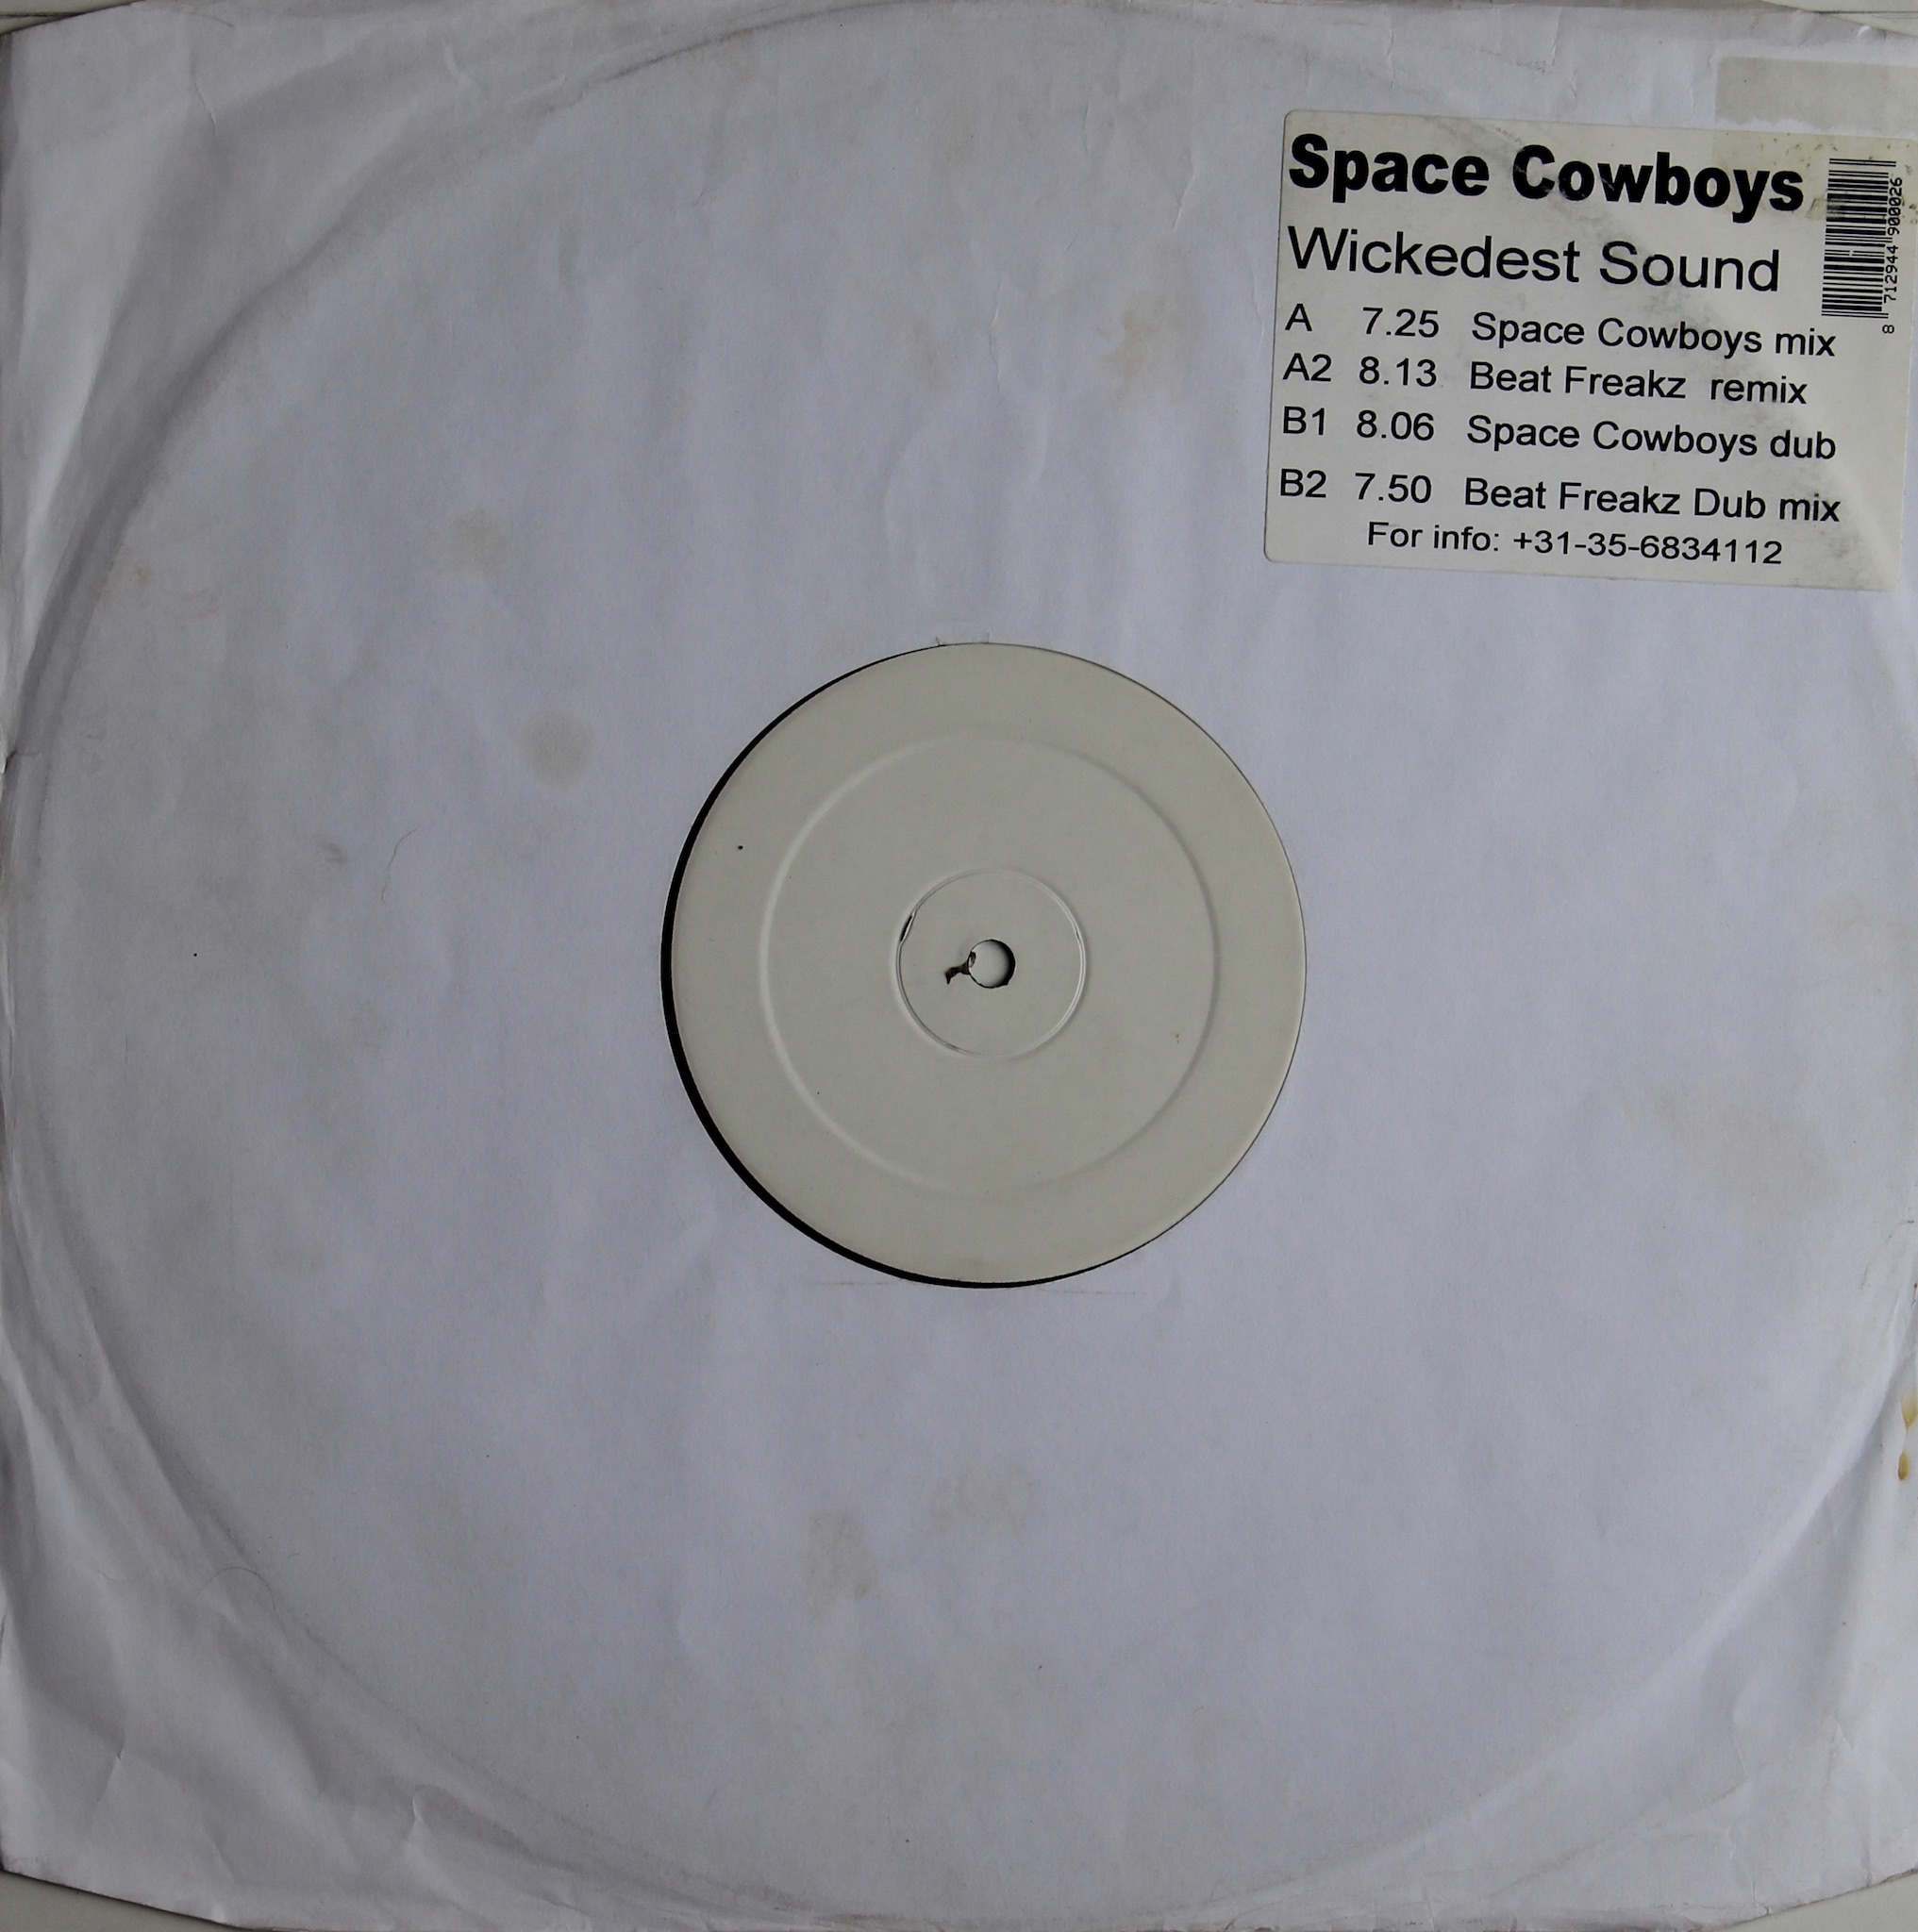 Space Cowboys
Wickedest Sound
A 7.25 Space Cowboys mix
A2 8.13 Beat Freakz remix
B1 8.06 Space Cowboys dub
B2 7.50 Beat Freakz Dub mix
For info: +31-35-6834112
8 712944 900026